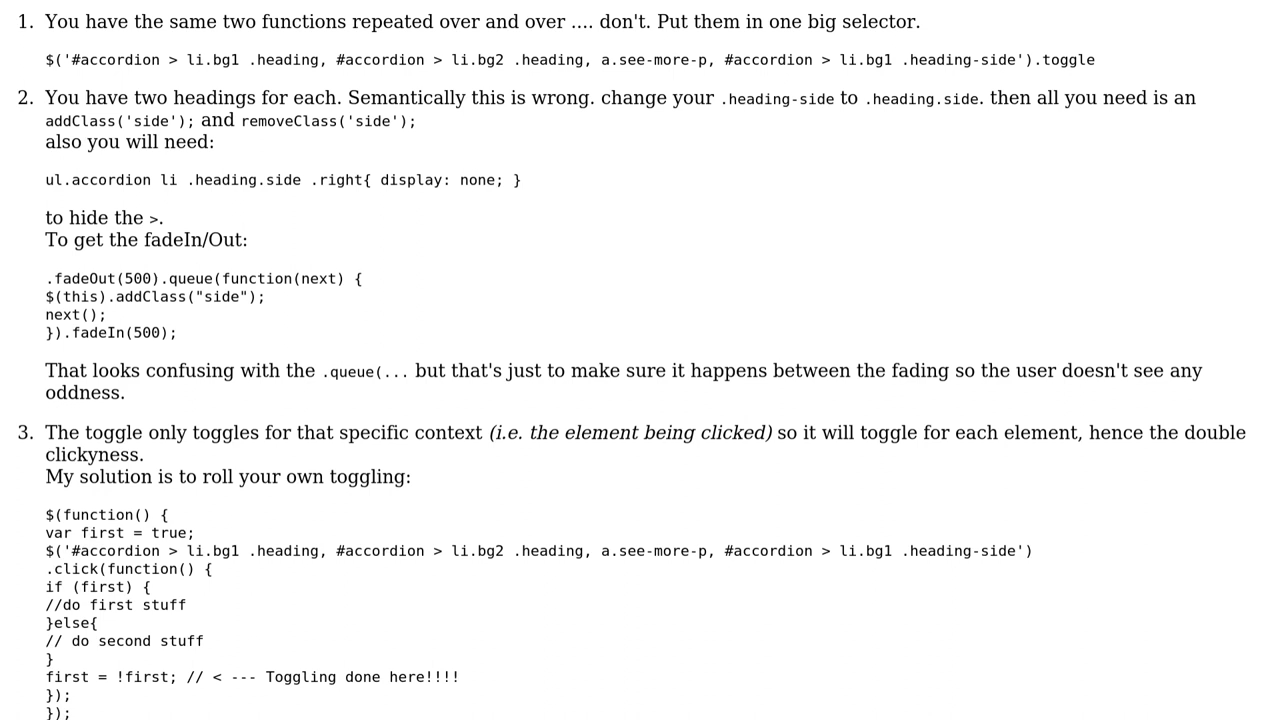 1. You have the same two functions repeated over and over .... don't. Put them in one big selector.
$('#accordion > li.bg1 .heading, #accordion > li.bg2 .heading, a.see-more-p, #accordion > li.bg1 .heading-side').toggle
2. You have two headings for each. Semantically this is wrong. change your .heading-side to .heading.side. then all you need is an
addClass('side'); and removeClass('side');
also you will need:
ul.accordion li .heading.side .right{ display: none; }
to hide the >.
To get the fadeIn/Out:
.fadeOut(500).queue(function(next) {
$(this).addClass("side");
next();
}).fadeIn(500);
That looks confusing with the .queue(... but that's just to make sure it happens between the fading so the user doesn't see any
oddness.
3. The toggle only toggles for that specific context (i.e. the element being clicked) so it will toggle for each element, hence the double
clickyness.
My solution is to roll your own toggling:
$(function() {
var first = true;
$('#accordion > li.bg1 .heading, #accordion > li.bg2 .heading, a.see-more-p, #accordion > li.bg1 .heading-side')
.click(function() {
if (first) {
//do first stuff
}else{
// do second stuff
}
first = !first; // < --- Toggling done here!!!!
});
});